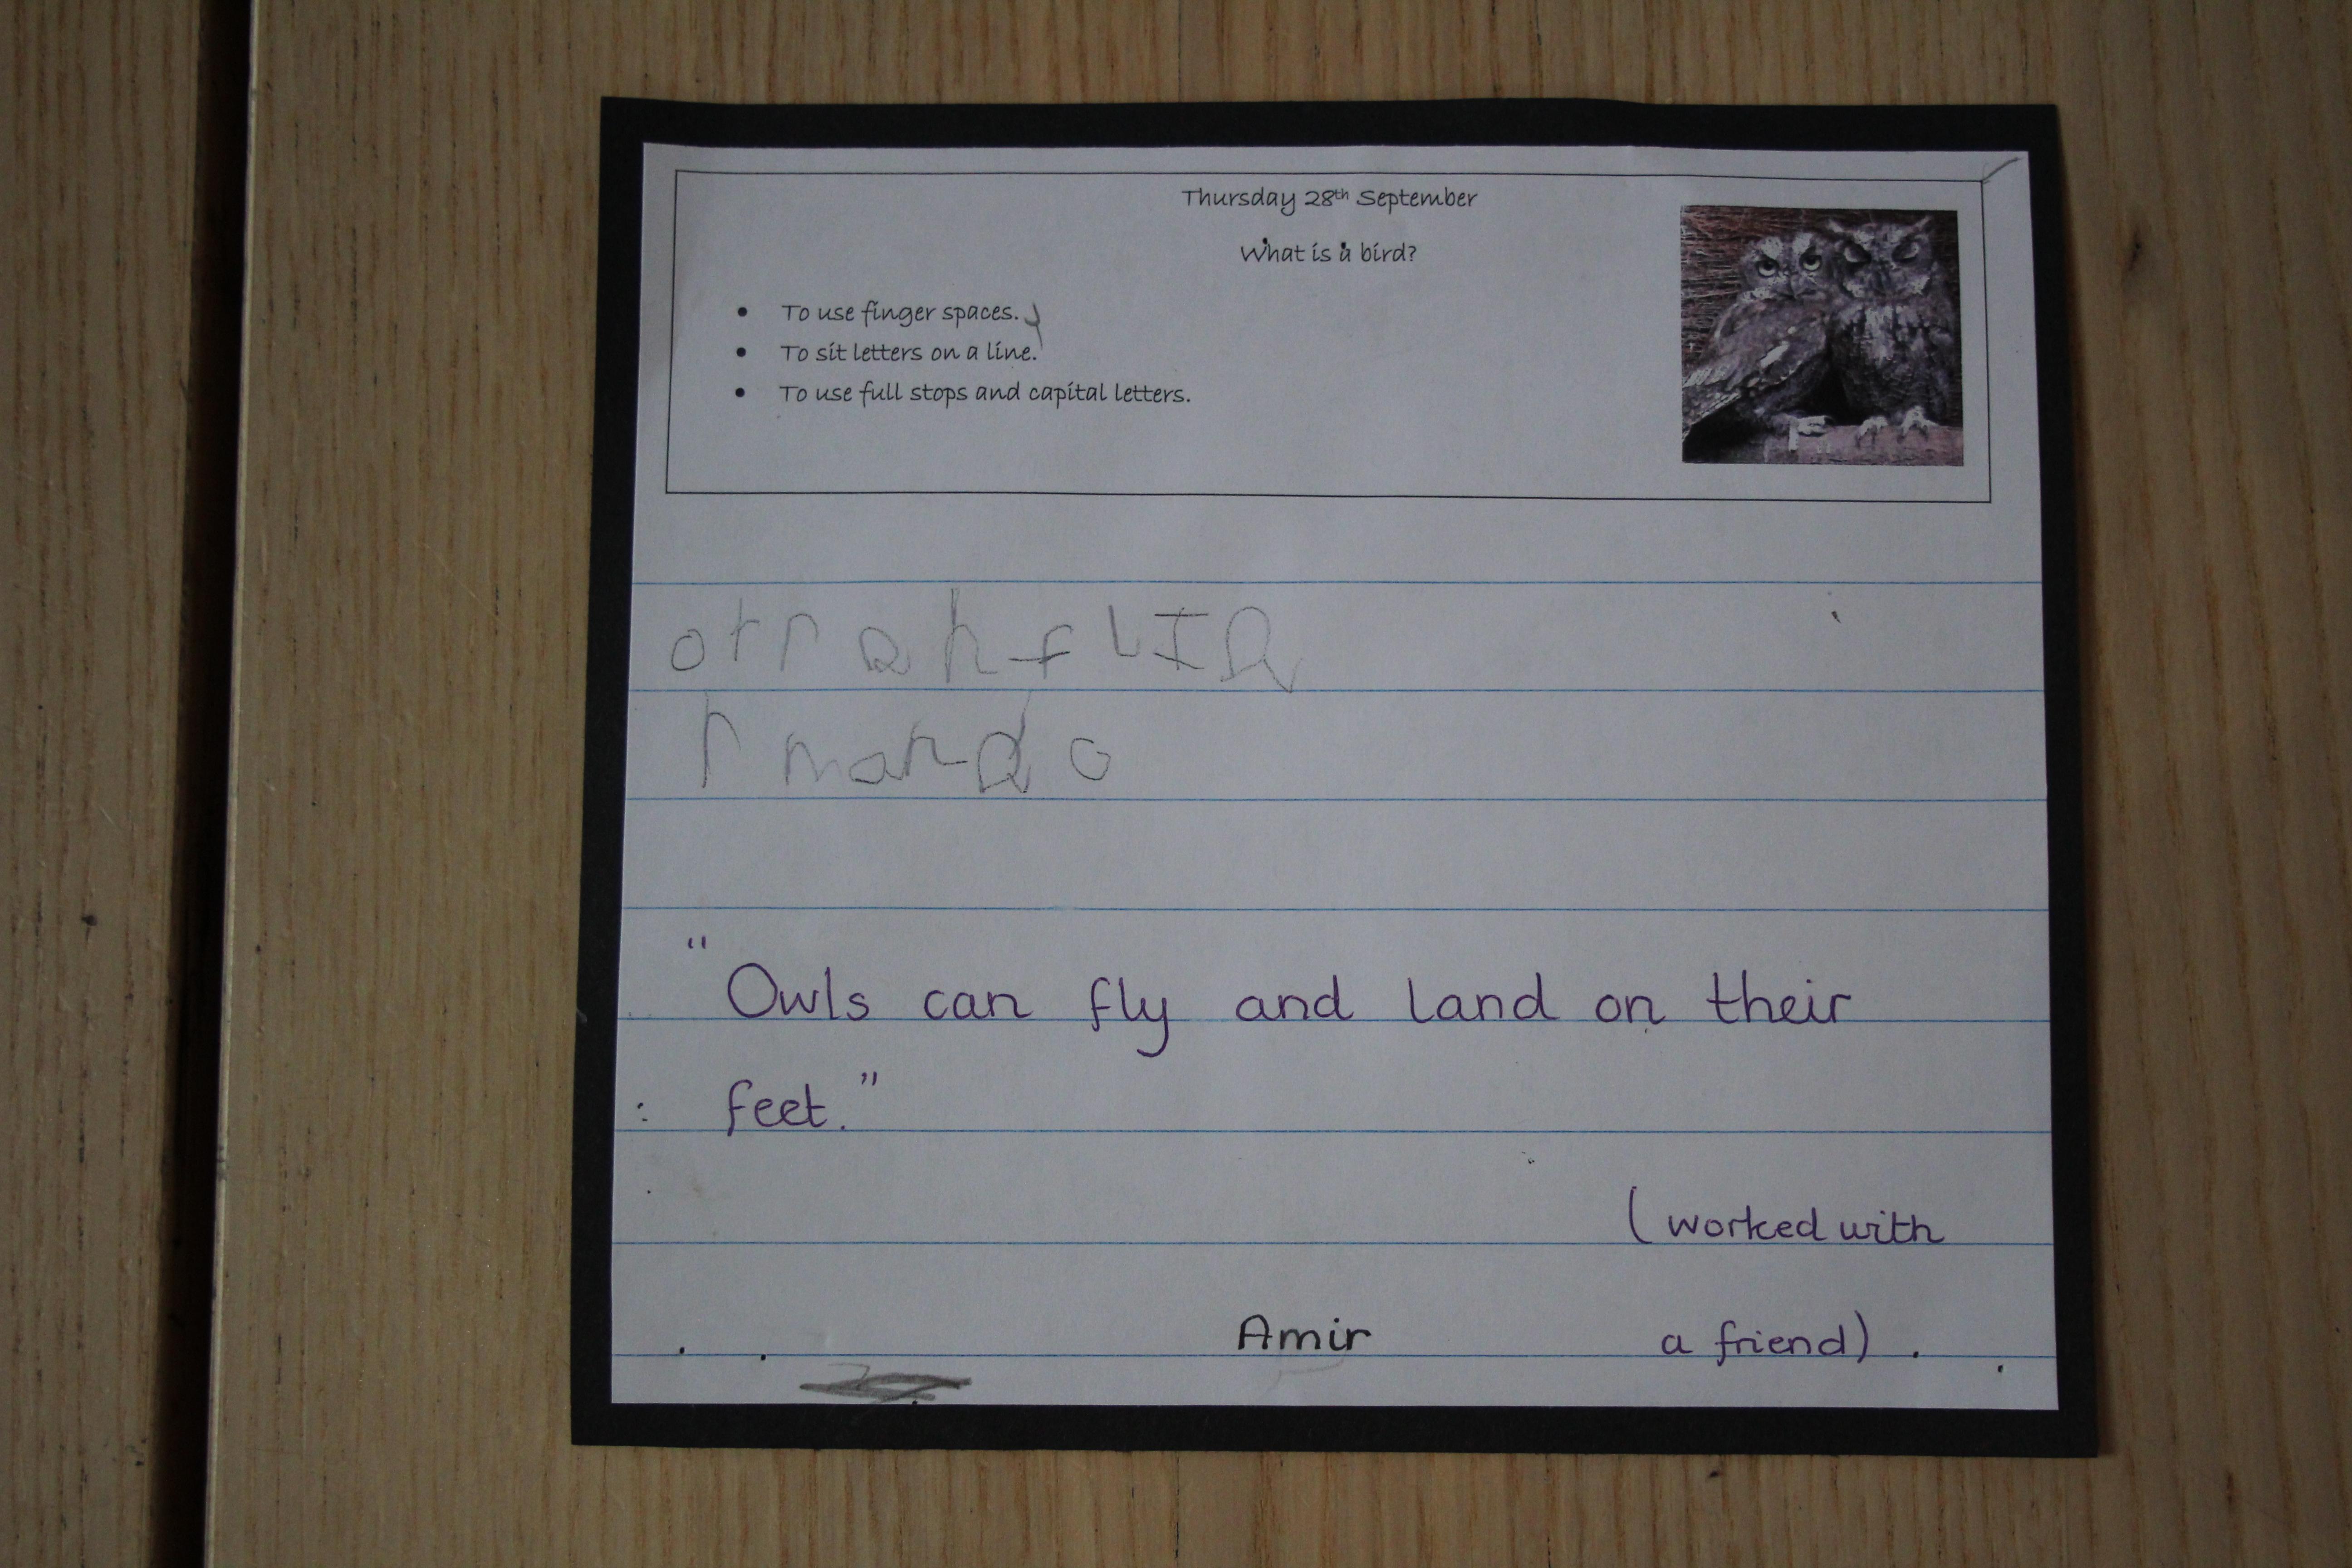 Thursday 28th September
What is a bird?
• To use finger spaces.
• To sit letters on a line.
• To use full stops and capital letters.
"Owls can fly and land on their
feet."
(worked with
Amir a friend).